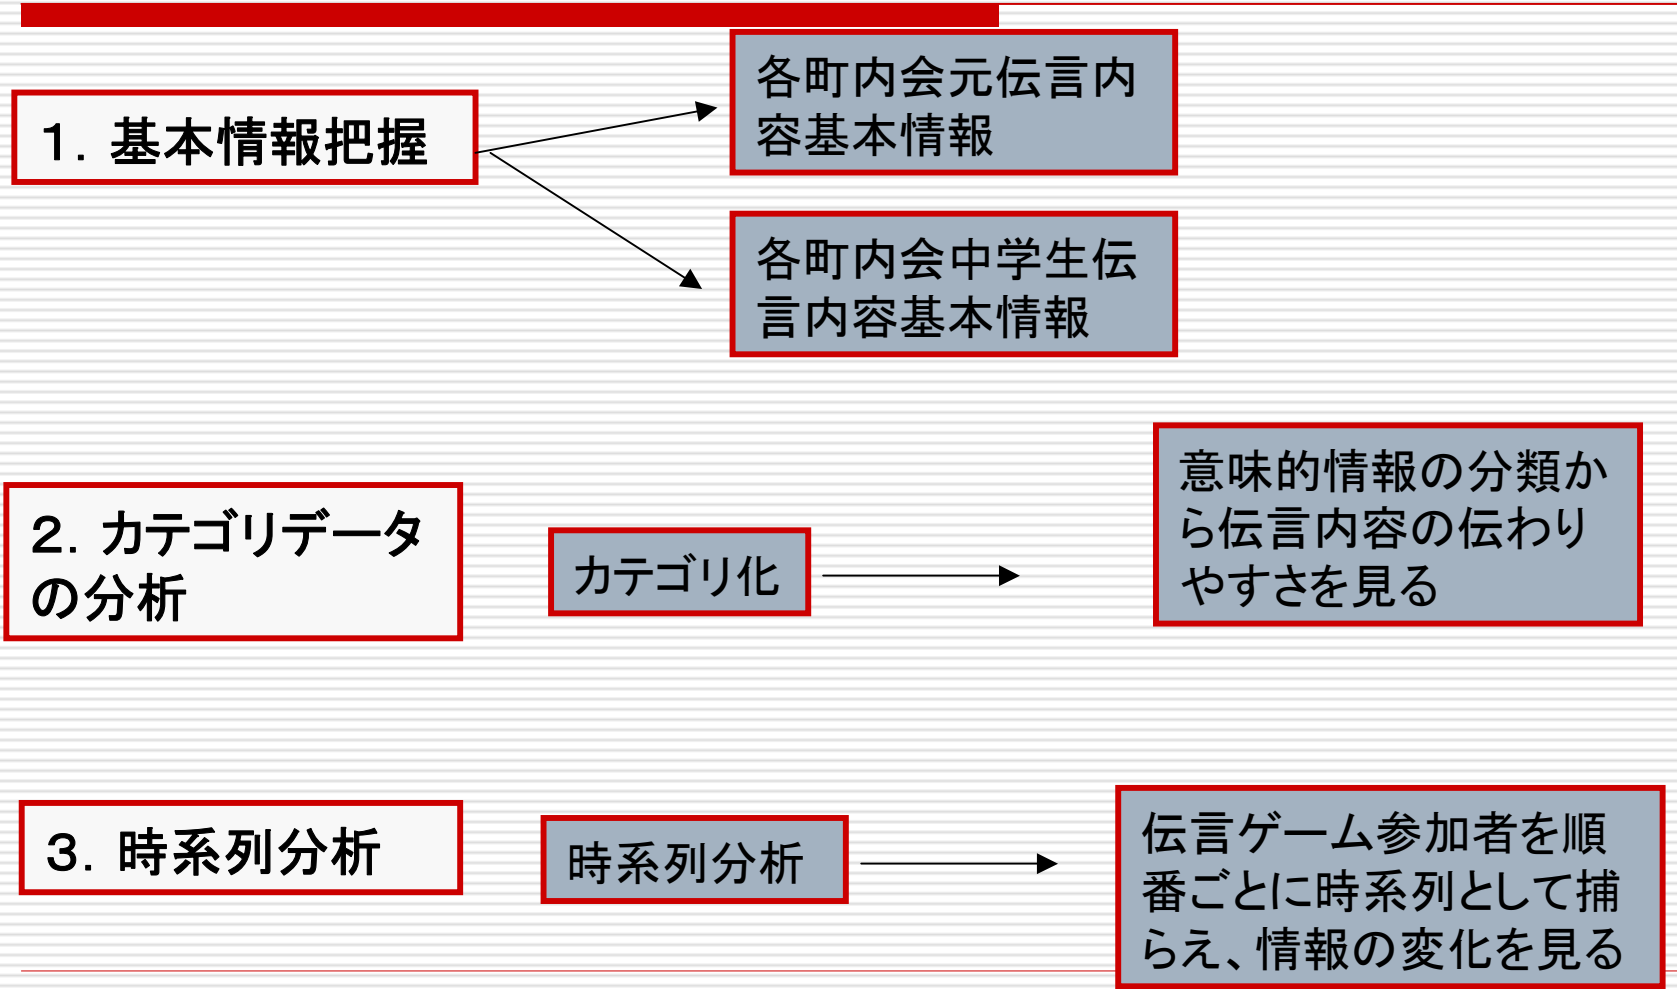 各町内会元伝言内
容基本情報
１．基本情報把握
各町内会中学生伝
言内容基本情報
２．カテゴリデータ
の分析
カテゴリ化
意味的情報の分類か
ら伝言内容の伝わり
やすさを見る
３．時系列分析
時系列分析
伝言ゲーム参加者を順
番ごとに時系列として捕
らえ、情報の変化を見る